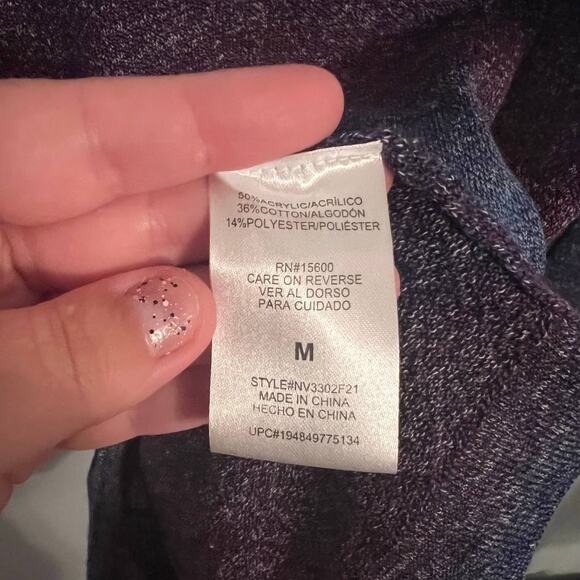 50%ACRYLIC/ACRÍLICO
36%COTTON/ALGODÓN
14%POLYESTER/POLIÉSTER
RN#15600
CARE ON REVERSE
VER AL DORSO
PARA CUIDADO
M
STYLE#NV3302F21
MADE IN CHINA
HECHO EN CHINA
UPC#194849775134